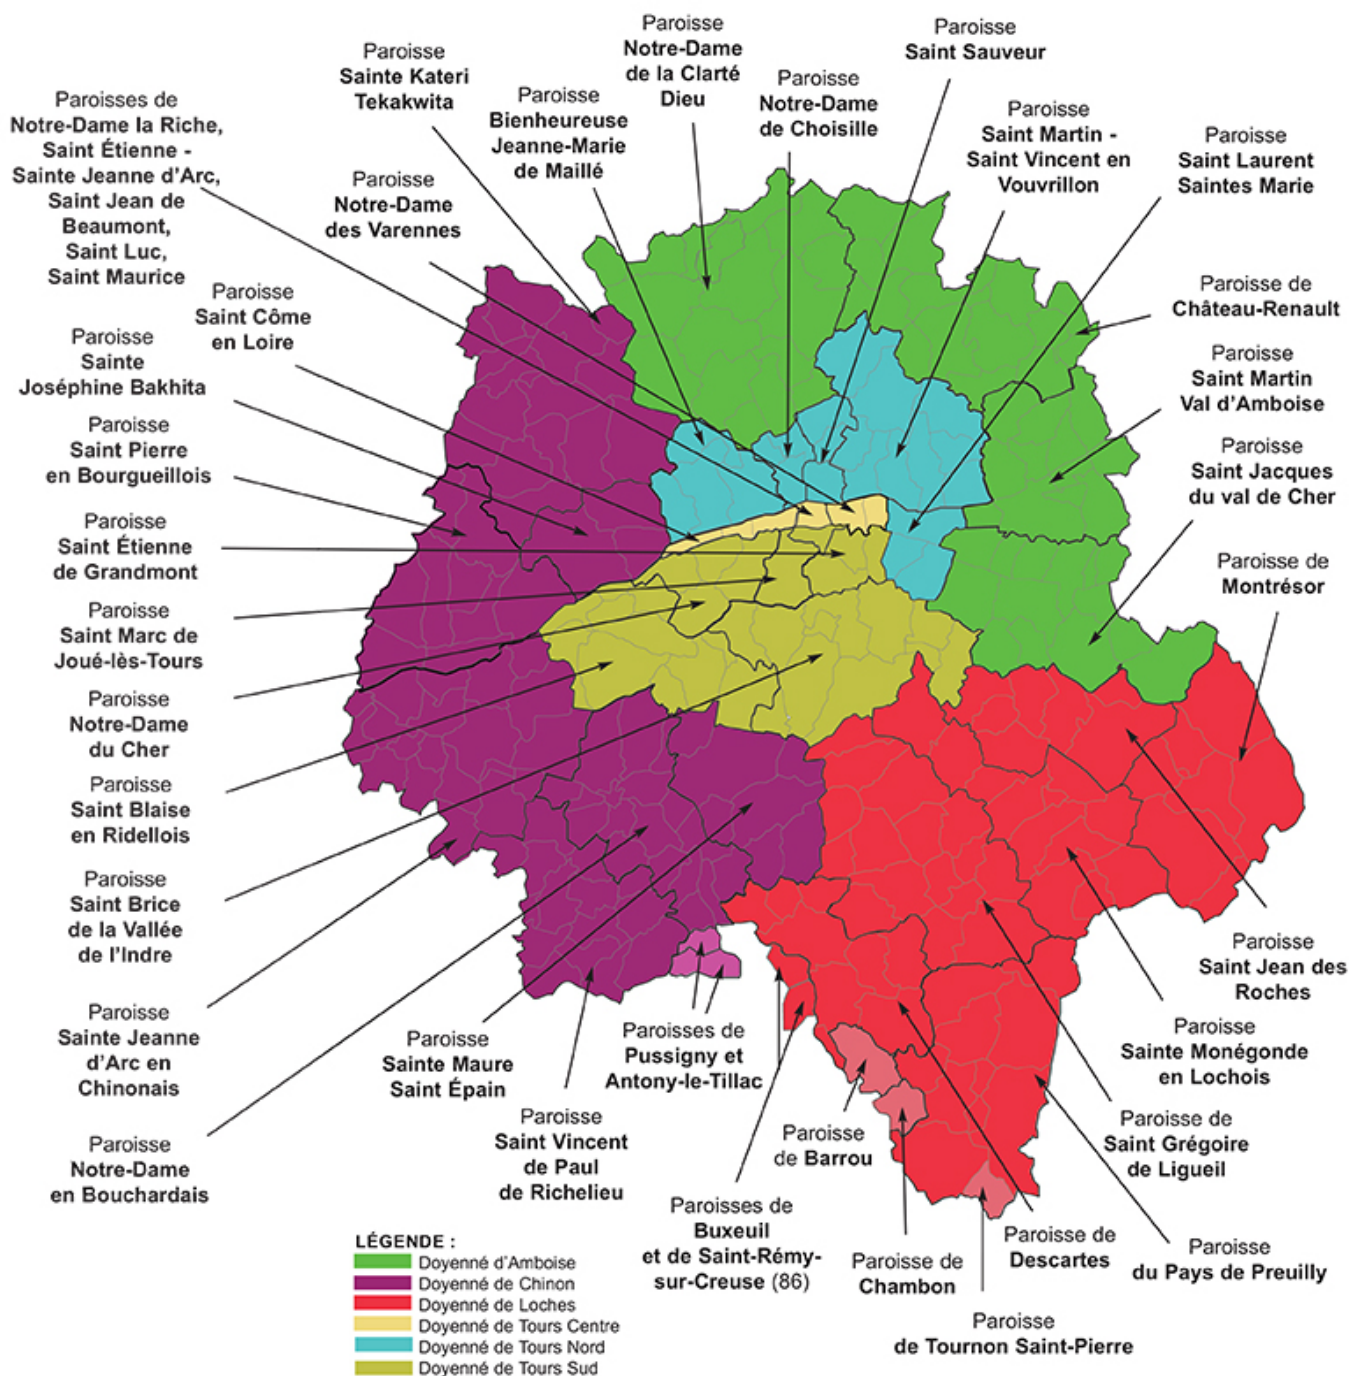 Paroisse
Notre-Dame
de la Clarté
Dieu
Paroisse
Saint Sauveur
Paroisse
Sainte Kateri
Tekakwita
Paroisse
Notre-Dame
de Choisille
Paroisse
Bienheureuse
Jeanne-Marie
de Maillé
Paroisses de
Notre-Dame la Riche,
Saint Étienne -
Sainte Jeanne d'Arc,
Saint Jean de
Beaumont,
Saint Luc,
Saint Maurice
Paroisse
Saint Martin -
Saint Vincent en
Vouvrillon
Paroisse
Saint Laurent
Saintes Marie
Paroisse
Notre-Dame
des Varennes
Paroisse
Saint Côme
en Loire
Paroisse de
Château-Renault
Paroisse
Sainte
Joséphine Bakhita
Paroisse
Saint Martin
Val d'Amboise
Paroisse
Saint Pierre
en Bourgueillois
Paroisse
Saint Jacques
du val de Cher
Paroisse
Saint Étienne
de Grandmont
Paroisse de
Montrésor
Paroisse
Saint Marc de
Joué-lès-Tours
Paroisse
Notre-Dame
du Cher
Paroisse
Saint Blaise
en Ridellois
Paroisse
Saint Brice
de la Vallée
de l'Indre
Paroisse
Saint Jean des
Roches
Paroisse
Sainte Jeanne
d'Arc en
Chinonais
Paroisse
Sainte Maure
Saint Épain
Paroisses de
Pussigny et
Antony-le-Tillac
Paroisse
Sainte Monégonde
en Lochois
Paroisse
Saint Vincent
de Paul
de Richelieu
Paroisse
de Barrou
Paroisse de
Saint Grégoire
de Ligueil
Paroisse
Notre-Dame
en Bouchardais
Paroisses de
Buxeuil
et de Saint-Rémy-
sur-Creuse (86)
Paroisse de
Chambon
Paroisse de
Descartes
Paroisse
du Pays de Preuilly
Paroisse
de Tournon Saint-Pierre
LÉGENDE :
Doyenné d'Amboise
Doyenné de Chinon
Doyenné de Loches
Doyenné de Tours Centre
Doyenné de Tours Nord
Doyenné de Tours Sud